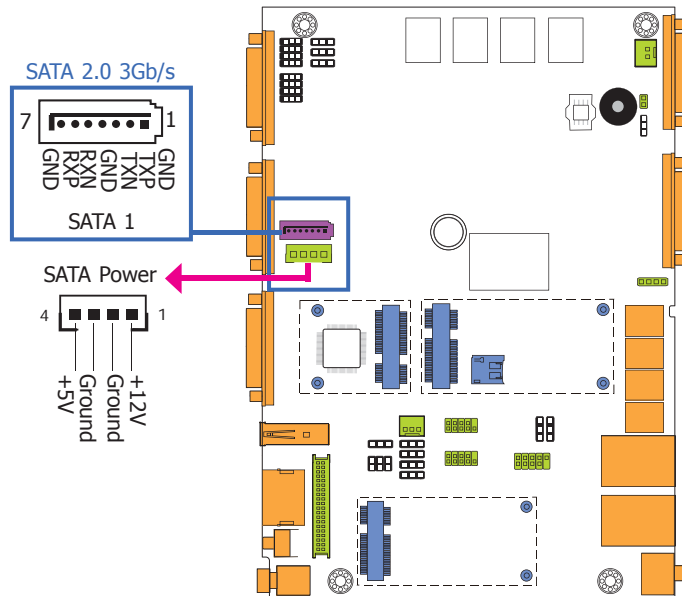 SATA 2.0 3Gb/s
7
1
GND
RXP
RXN
GND
TXN
TXP
GND
SATA 1
SATA Power
4
1
+5V
Ground
Ground
+12V